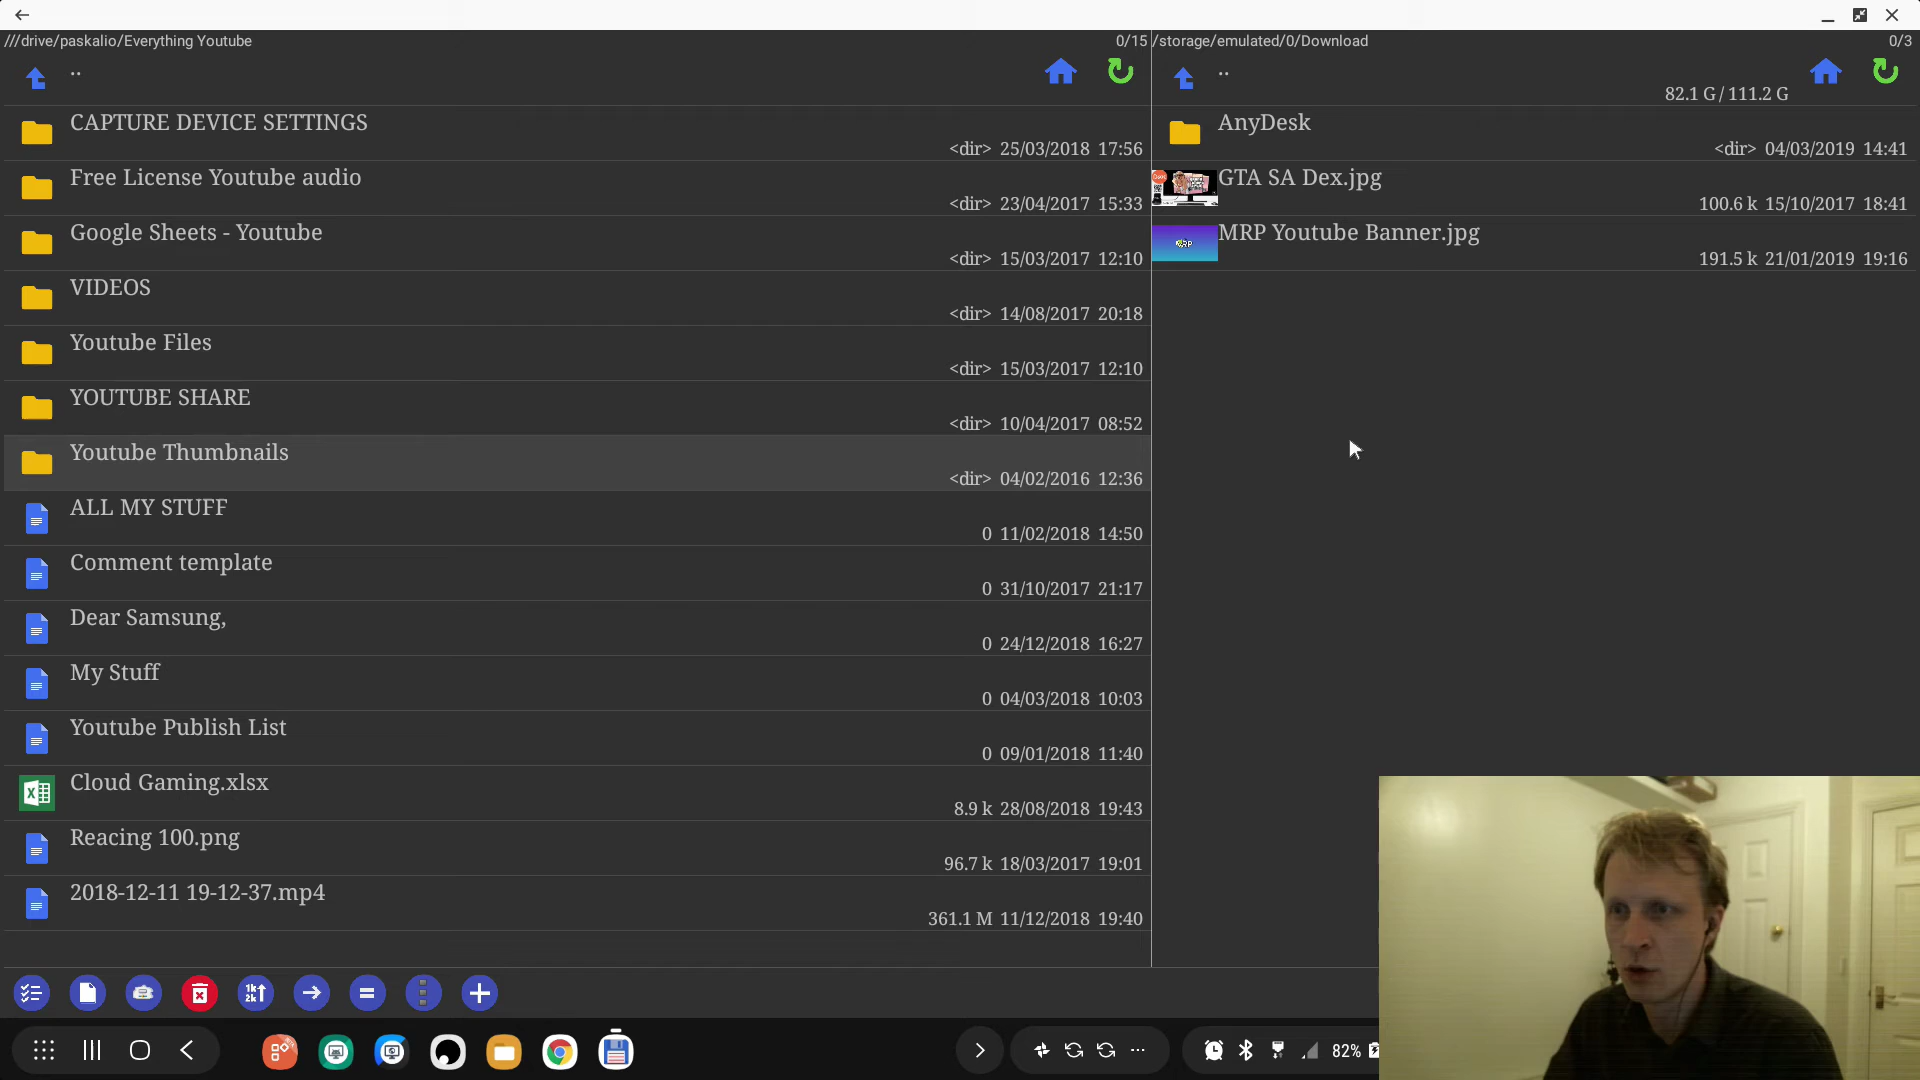 ///drive/paskalio/Everything Youtube 0/15
..
CAPTURE DEVICE SETTINGS
<dir> 25/03/2018 17:56
Free License Youtube audio
<dir> 23/04/2017 15:33
Google Sheets - Youtube
<dir> 15/03/2017 12:10
VIDEOS
<dir> 14/08/2017 20:18
Youtube Files
<dir> 15/03/2017 12:10
YOUTUBE SHARE
<dir> 10/04/2017 08:52
Youtube Thumbnails
<dir> 04/02/2016 12:36
ALL MY STUFF
0 11/02/2018 14:50
Comment template
0 31/10/2017 21:17
Dear Samsung,
0 24/12/2018 16:27
My Stuff
0 04/03/2018 10:03
Youtube Publish List
0 09/01/2018 11:40
Cloud Gaming.xlsx
8.9 k 28/08/2018 19:43
Reacing 100.png
96.7 k 18/03/2017 19:01
2018-12-11 19-12-37.mp4
361.1 M 11/12/2018 19:40
/storage/emulated/0/Download 0/3
..
82.1 G / 111.2 G
AnyDesk
<dir> 04/03/2019 14:41
GTA SA Dex.jpg
100.6 k 15/10/2017 18:41
MRP Youtube Banner.jpg
191.5 k 21/01/2019 19:16
82%